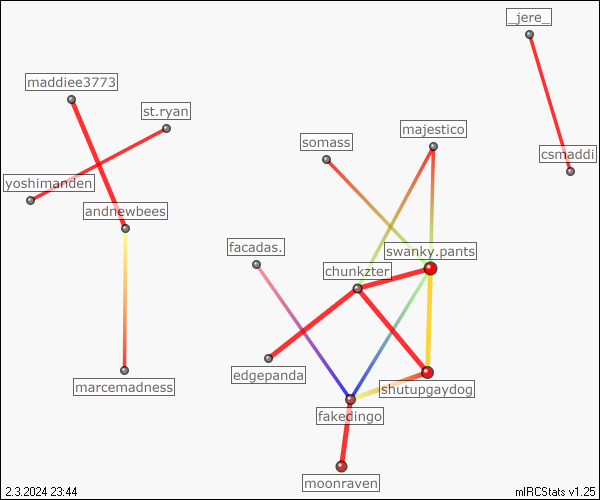 _jere_
maddiee3773
st.ryan
majestico
somass
csmaddi
yoshimanden
andnewbees
facadas.
swanky.pants
chunkzter
edgepanda
marcemadness
shutupgaydog
fakedingo
moonraven
2.3.2024 23:44
mIRCStats v1.25